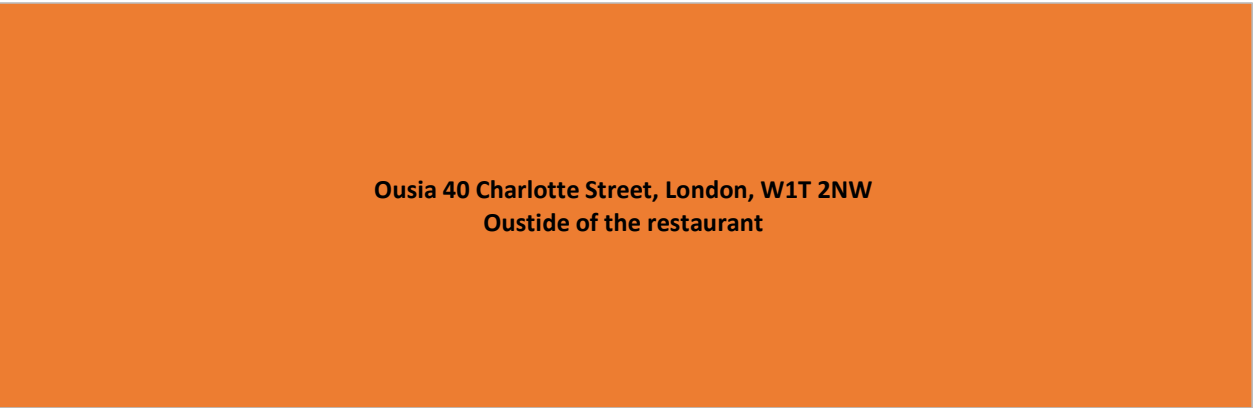 Ousia 40 Charlotte Street, London, W1T 2NW
Oustide of the restaurant